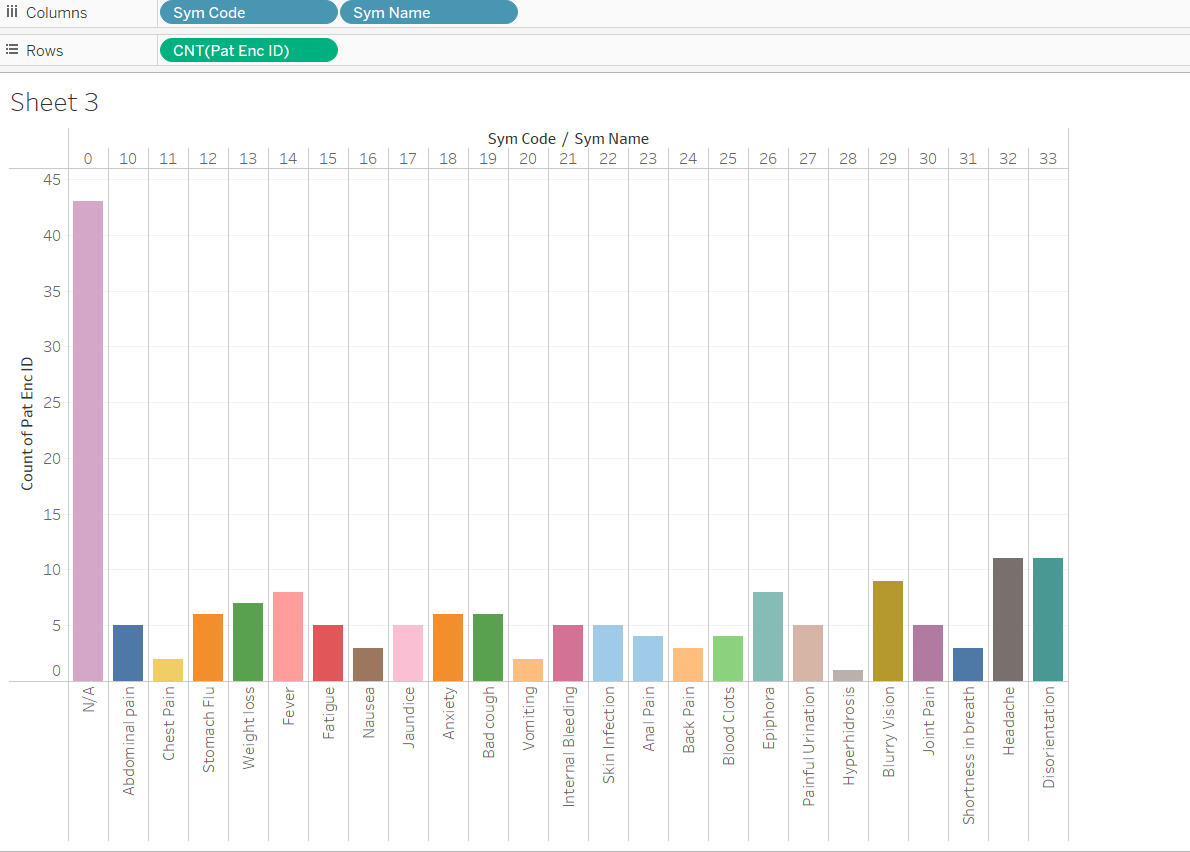 Columns Sym Code Sym Name
Rows CNT(Pat Enc ID)
Sheet 3
Sym Code / Sym Name
0 10 11 12 13 14 15 16 17 18 19 20 21 22 23 24 25 26 27 28 29 30 31 32 33
45
40
35
30
25
20
15
10
5
0
Count of Pat Enc ID
N/A
Abdominal pain
Chest Pain
Stomach Flu
Weight loss
Fever
Fatigue
Nausea
Jaundice
Anxiety
Bad cough
Vomiting
Internal Bleeding
Skin Infection
Anal Pain
Back Pain
Blood Clots
Epiphora
Painful Urination
Hyperhidrosis
Blurry Vision
Joint Pain
Shortness in breath
Headache
Disorientation